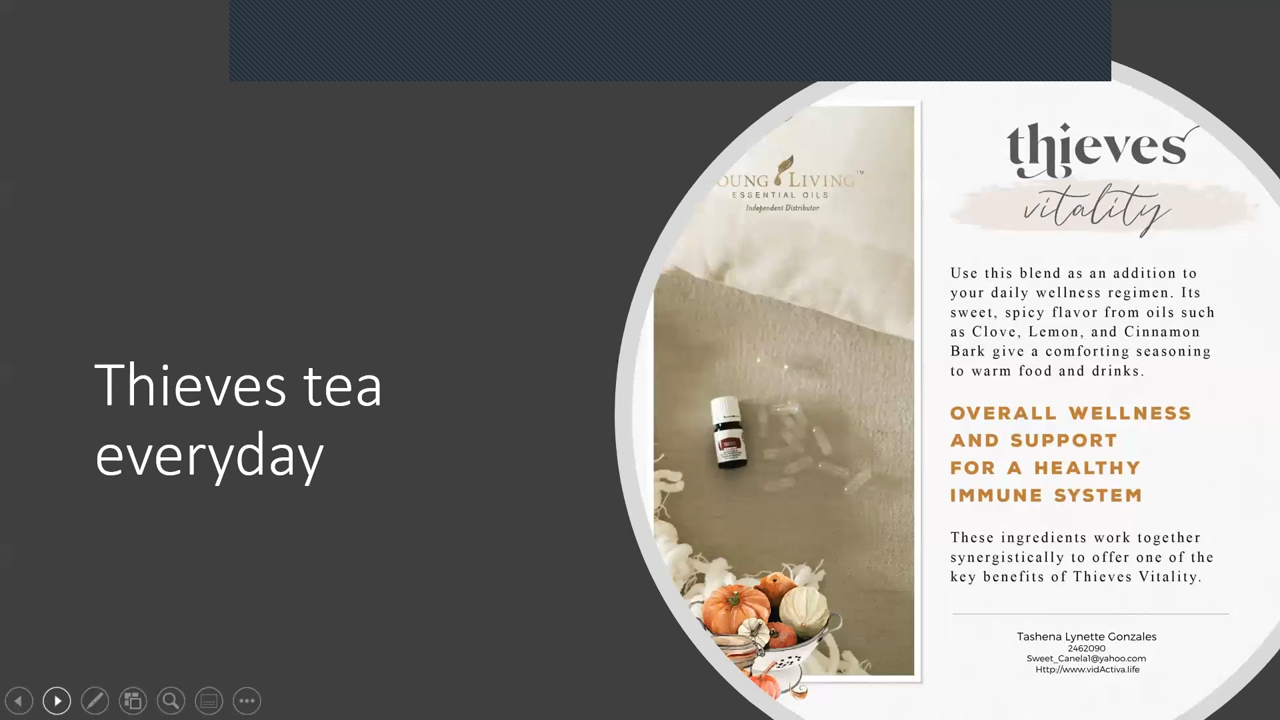 Thieves tea
everyday
OUNG LIVING™
ESSENTIAL OILS
Independent Distributor
thieves
vitality
Use this blend as an addition to
your daily wellness regimen. Its
sweet, spicy flavor from oils such
as Clove, Lemon, and Cinnamon
Bark give a comforting seasoning
to warm food and drinks.
OVERALL WELLNESS
AND SUPPORT
FOR A HEALTHY
IMMUNE SYSTEM
These ingredients work together
synergistically to offer one of the
key benefits of Thieves Vitality.
Tashena Lynette Gonzales
2462090
Sweet_Canela1@yahoo.com
Http://www.vidActiva.life